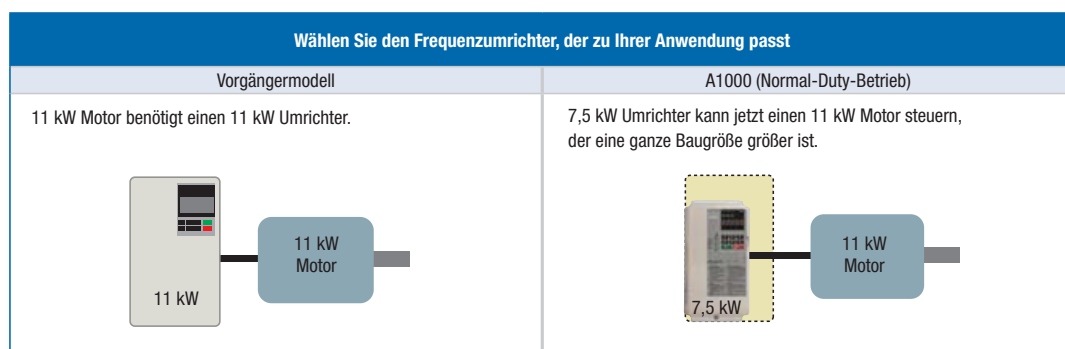 Wählen Sie den Frequenzumrichter, der zu Ihrer Anwendung passt
Vorgängermodell
A1000 (Normal-Duty-Betrieb)
11 kW Motor benötigt einen 11 kW Umrichter.
7,5 kW Umrichter kann jetzt einen 11 kW Motor steuern,
der eine ganze Baugröße größer ist.
11 kW
11 kW
Motor
7,5 kW
11 kW
Motor